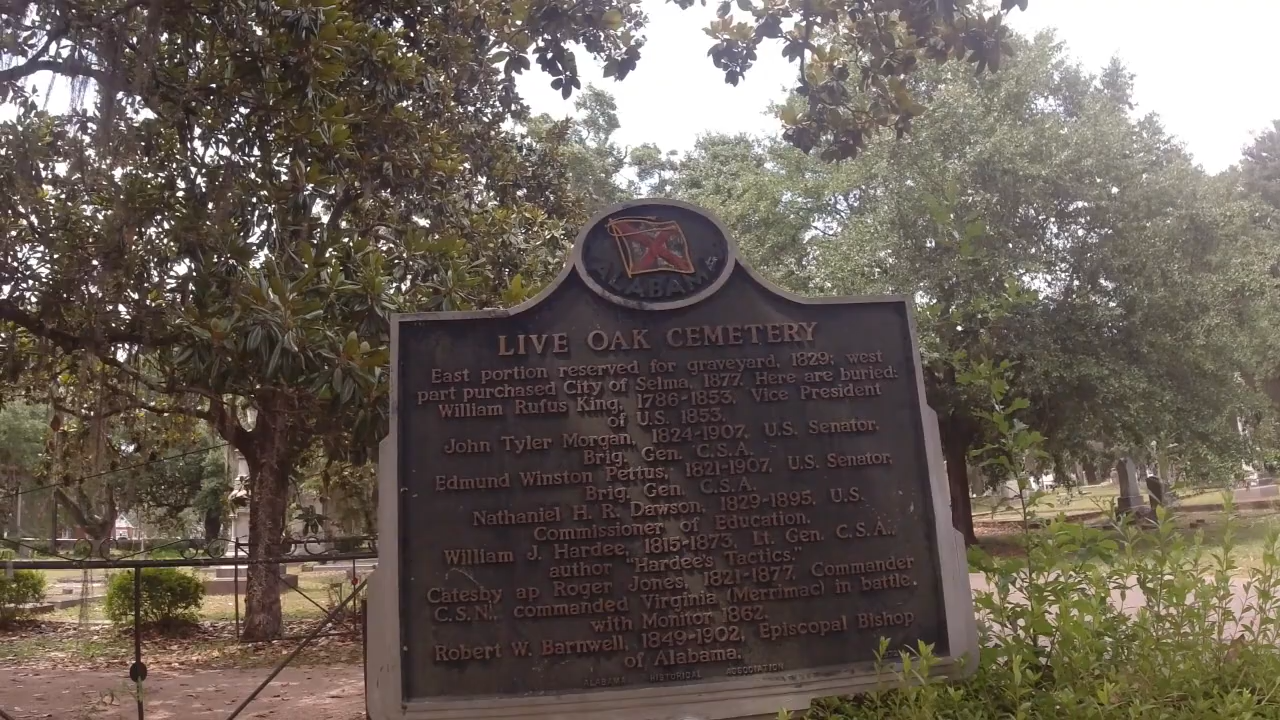 ALABAMA
LIVE OAK CEMETERY
East portion reserved for graveyard, 1829; west
part purchased City of Selma, 1877. Here are buried:
William Rufus King, 1786-1853, Vice President
of U.S. 1853.
John Tyler Morgan, 1824-1907, U.S. Senator,
Brig. Gen. C.S.A.
Edmund Winston Pettus, 1821-1907, U.S. Senator,
Brig. Gen. C.S.A.
Nathaniel H. R. Dawson, 1829-1895, U.S.
Commissioner of Education.
William J. Hardee, 1815-1873, Lt. Gen. C.S.A.,
author "Hardee's Tactics."
Catesby ap Roger Jones, 1821-1877, Commander
C.S.N., commanded Virginia (Merrimac) in battle.
with Monitor 1862.
Robert W. Barnwell, 1849-1902, Episcopal Bishop
of Alabama.
ALABAMA HISTORICAL ASSOCIATION